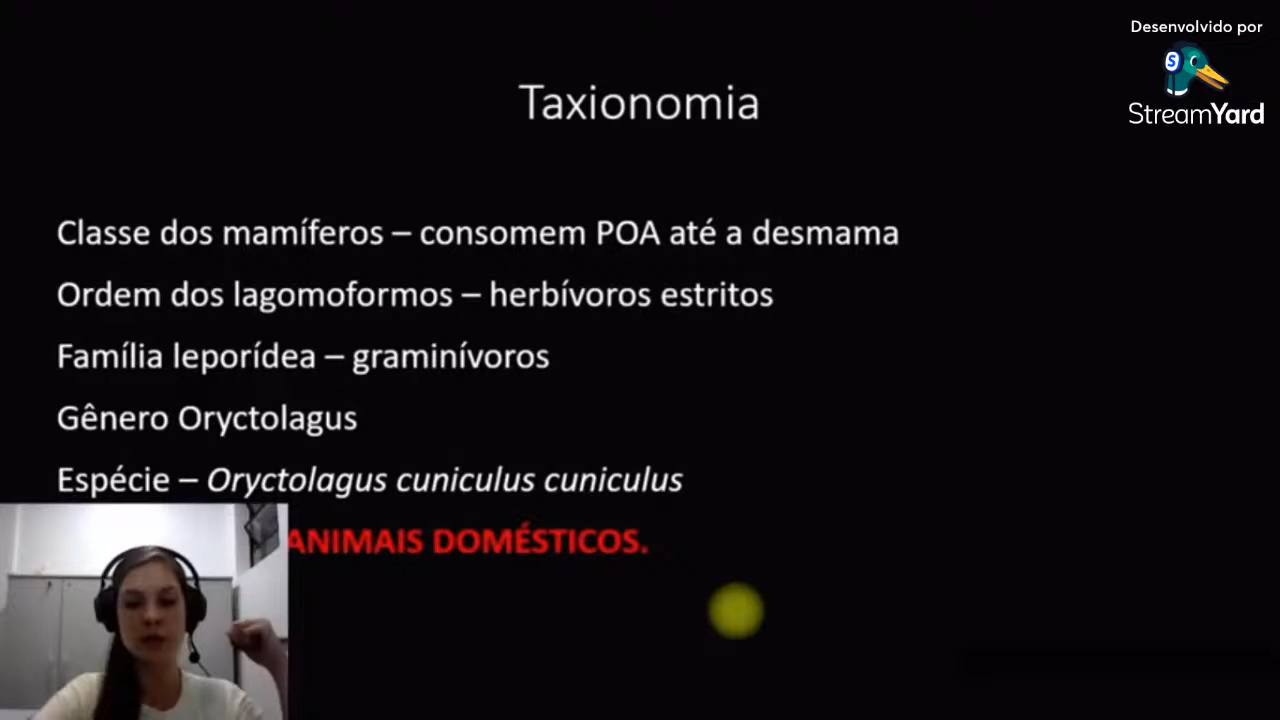 Desenvolvido por
StreamYard
Taxionomia
Classe dos mamíferos – consomem POA até a desmama
Ordem dos lagomoformos – herbívoros estritos
Família leporídea – graminívoros
Gênero Oryctolagus
Espécie – Oryctolagus cuniculus cuniculus
ANIMAIS DOMÉSTICOS.